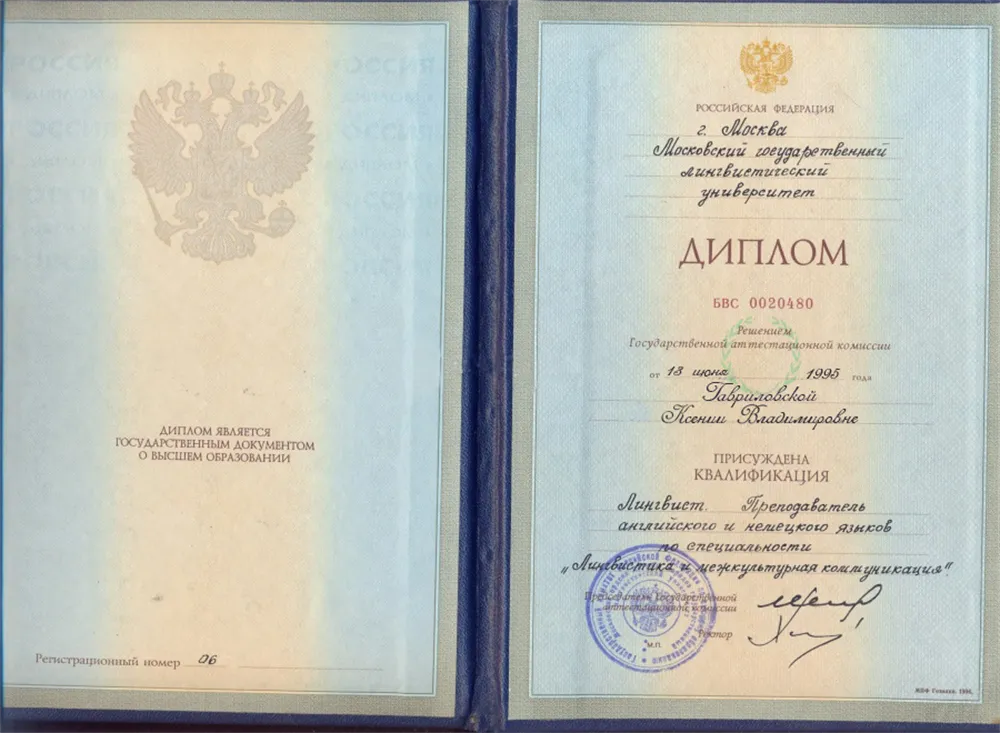 ДИПЛОМ ЯВЛЯЕТСЯ
ГОСУДАРСТВЕННЫМ ДОКУМЕНТОМ
О ВЫСШЕМ ОБРАЗОВАНИИ
Регистрационный номер 06
РОССИЙСКАЯ ФЕДЕРАЦИЯ
г. Москва
Московский государственный
лингвистический
университет
ДИПЛОМ
БВС 0020480
Решением
Государственной аттестационной комиссии
от 13 июня 1995 года
Гавриловской
Ксении Владимировне
ПРИСУЖДЕНА
КВАЛИФИКАЦИЯ
Лингвист. Преподаватель
английского и немецкого языков
по специальности
„Лингвистика и межкультурная коммуникация"
Председатель Государственной
аттестационной комиссии
Ректор
М.П.